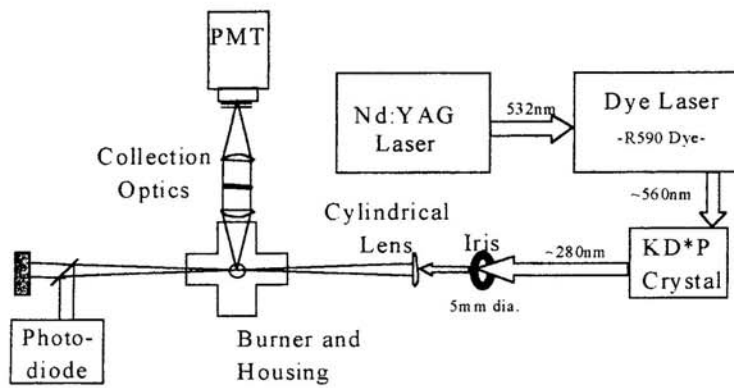 PMT
Nd:YAG
Laser
532nm
Dye Laser
-R590 Dye-
~560nm
Collection
Optics
Cylindrical
Lens
Iris
~280nm
KD*P
Crystal
5mm dia.
Photo-
diode
Burner and
Housing